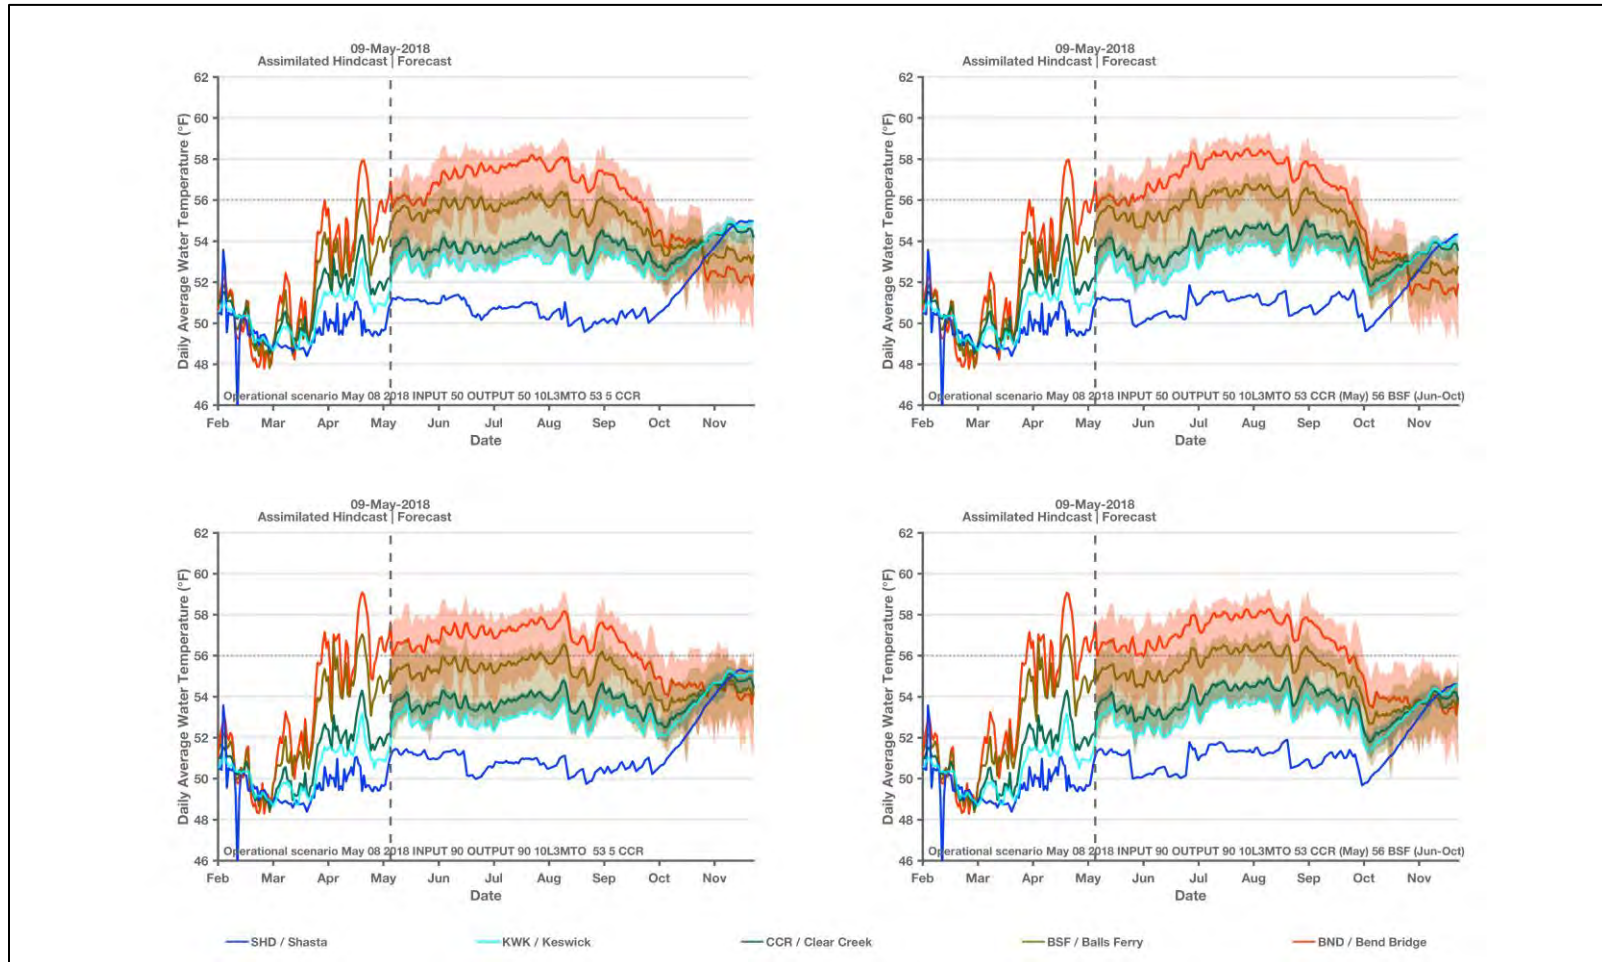 09-May-2018
Assimilated Hindcast | Forecast
Daily Average Water Temperature (°F)
62
60
58
56
54
52
50
48
46
Operational scenario May 08 2018 INPUT 50 OUTPUT 50 10L3MTO 53 5 CCR
Feb Mar Apr May Jun Jul Aug Sep Oct Nov
Date
09-May-2018
Assimilated Hindcast | Forecast
Daily Average Water Temperature (°F)
62
60
58
56
54
52
50
48
46
Operational scenario May 08 2018 INPUT 50 OUTPUT 50 10L3MTO 53 CCR (May) 56 BSF (Jun-Oct)
Feb Mar Apr May Jun Jul Aug Sep Oct Nov
Date
09-May-2018
Assimilated Hindcast | Forecast
Daily Average Water Temperature (°F)
62
60
58
56
54
52
50
48
46
Operational scenario May 08 2018 INPUT 90 OUTPUT 90 10L3MTO 53 5 CCR
Feb Mar Apr May Jun Jul Aug Sep Oct Nov
Date
09-May-2018
Assimilated Hindcast | Forecast
Daily Average Water Temperature (°F)
62
60
58
56
54
52
50
48
46
Operational scenario May 08 2018 INPUT 90 OUTPUT 90 10L3MTO 53 CCR (May) 56 BSF (Jun-Oct)
Feb Mar Apr May Jun Jul Aug Sep Oct Nov
Date
SHD / Shasta KWK / Keswick CCR / Clear Creek BSF / Balls Ferry BND / Bend Bridge